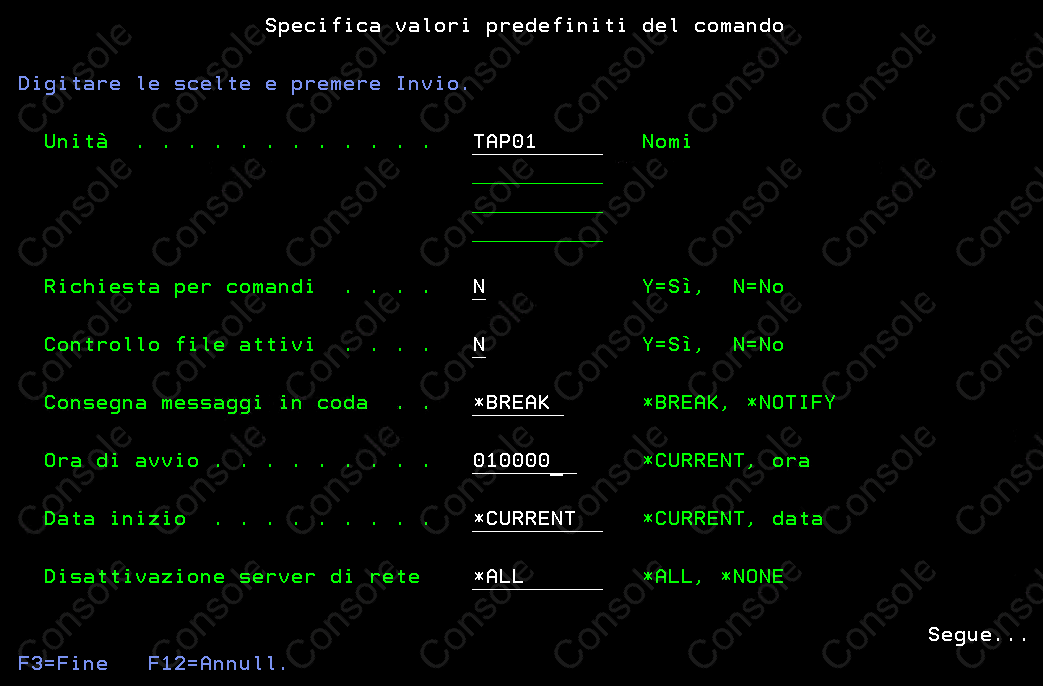 Specifica valori predefiniti del comando
Digitare le scelte e premere Invio.
Unità . . . . . . . . . . . . TAP01 Nomi
Richiesta per comandi . . . . N Y=Sì, N=No
Controllo file attivi . . . . N Y=Sì, N=No
Consegna messaggi in coda . . *BREAK *BREAK, *NOTIFY
Ora di avvio . . . . . . . . . 010000_ *CURRENT, ora
Data inizio . . . . . . . . . *CURRENT *CURRENT, data
Disattivazione server di rete *ALL *ALL, *NONE
Segue...
F3=Fine F12=Annull.